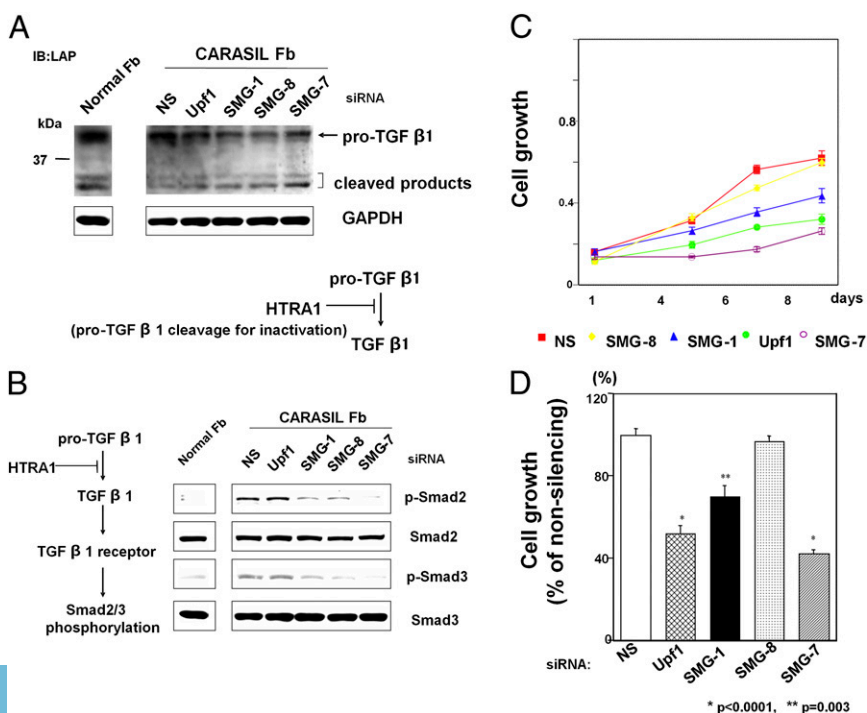 A
IB:LAP
Normal Fb
CARASIL Fb
NS Upf1 SMG-1 SMG-8 SMG-7
siRNA
kDa
37
pro-TGF β1
cleaved products
GAPDH
pro-TGF β1
HTRA1
(pro-TGF β 1 cleavage for inactivation)
TGF β1
B
pro-TGF β 1
HTRA1
TGF β 1
TGF β 1 receptor
Smad2/3
phosphorylation
Normal Fb
CARASIL Fb
NS Upf1 SMG-1 SMG-8 SMG-7
siRNA
p-Smad2
Smad2
p-Smad3
Smad3
C
Cell growth
0.8
0.4
0
1 4 6 8 days
NS SMG-8 SMG-1 Upf1 SMG-7
D
(%)
Cell growth
(% of non-silencing)
120
80
40
0
* ** *
siRNA: NS Upf1 SMG-1 SMG-8 SMG-7
* p<0.0001, ** p=0.003